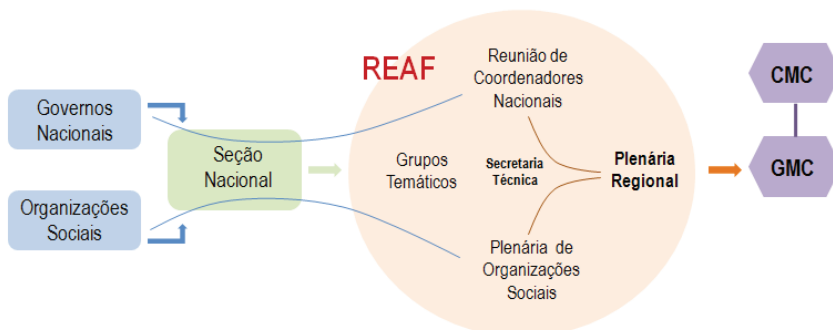 Governos
Nacionais
Organizações
Sociais
Seção
Nacional
REAF
Reunião de
Coordenadores
Nacionais
Grupos
Temáticos
Secretaria
Técnica
Plenária
Regional
Plenária de
Organizações
Sociais
CMC
GMC